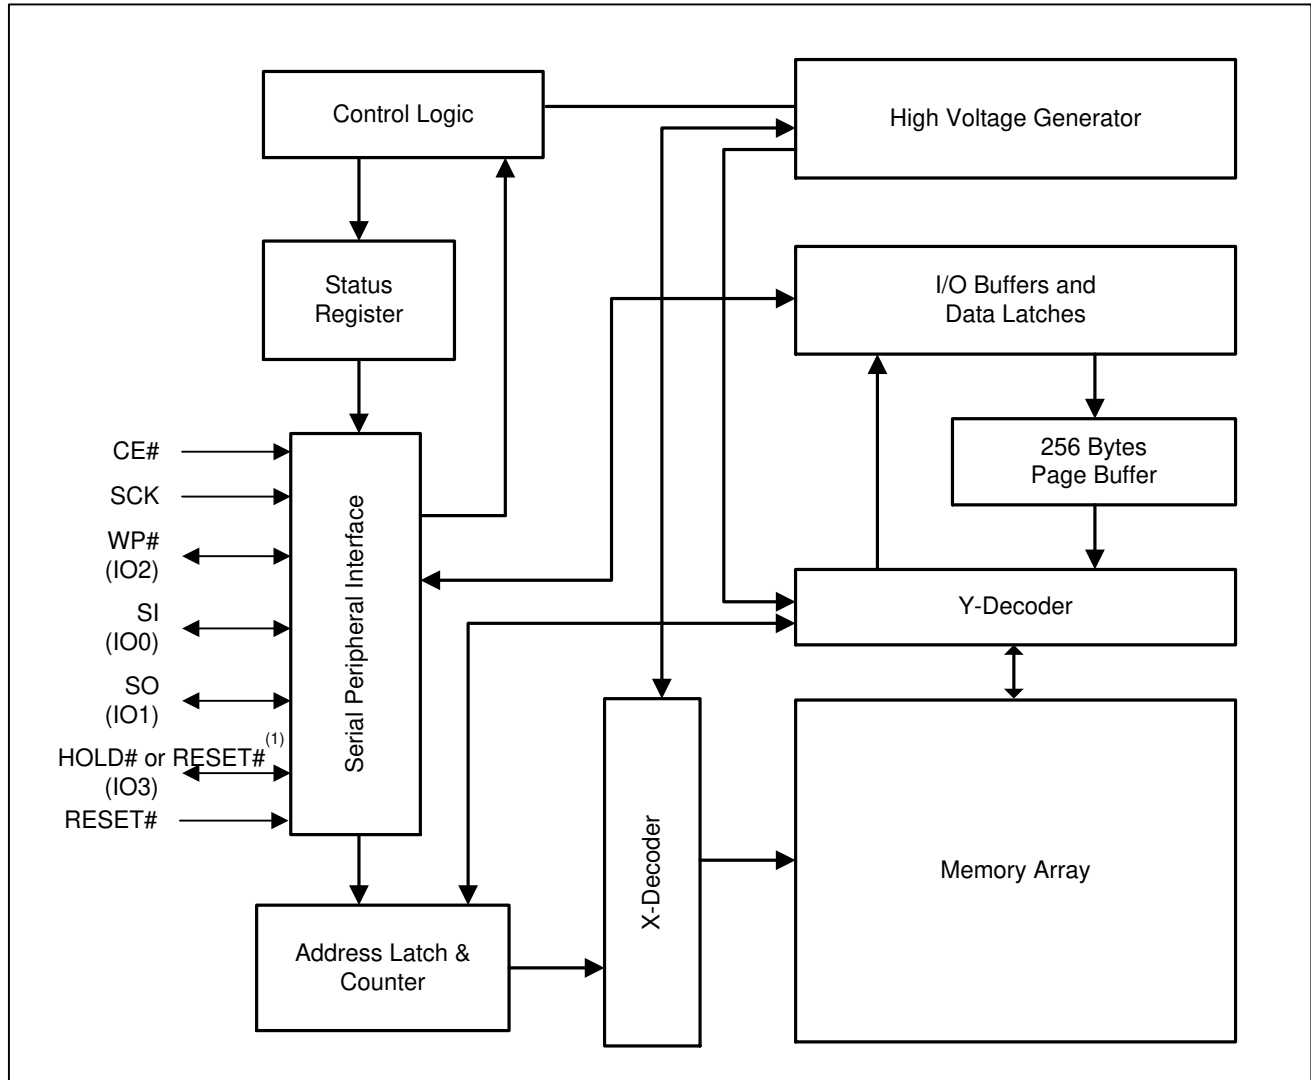 Control Logic
High Voltage Generator
Status
Register
I/O Buffers and
Data Latches
256 Bytes
Page Buffer
CE#
SCK
WP#
(IO2)
SI
(IO0)
SO
(IO1)
HOLD# or RESET#(1)
(IO3)
RESET#
Serial Peripheral Interface
Y-Decoder
X-Decoder
Memory Array
Address Latch &
Counter